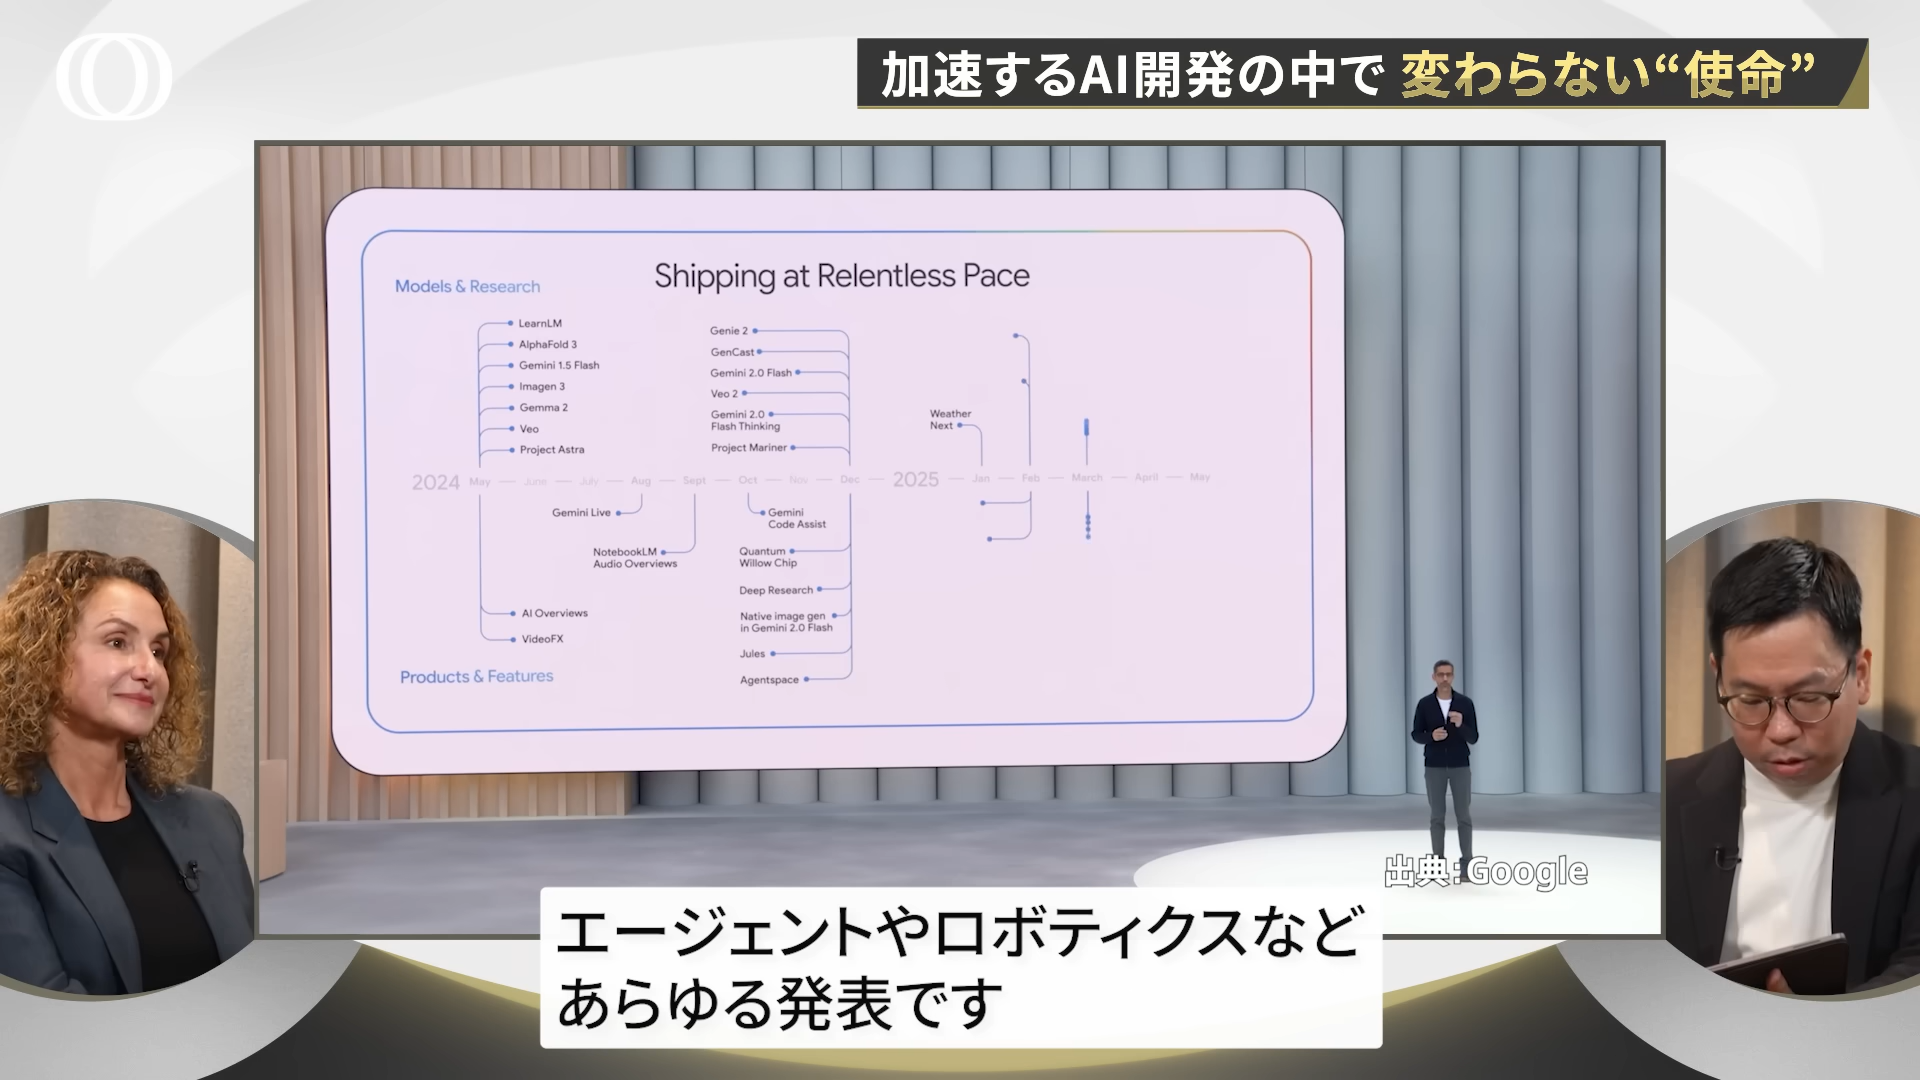 加速するAI開発の中で 変わらない“使命”
Shipping at Relentless Pace
Models & Research
LearnLM
AlphaFold 3
Gemini 1.5 Flash
Imagen 3
Gemma 2
Veo
Project Astra
Genie 2
GenCast
Gemini 2.0 Flash
Veo 2
Gemini 2.0
Flash Thinking
Project Mariner
Weather
Next
2024 May June July Aug Sept Oct Nov Dec 2025 Jan Feb March April May
Gemini Live
NotebookLM
Audio Overviews
Gemini
Code Assist
Quantum
Willow Chip
Deep Research
Native image gen
in Gemini 2.0 Flash
Jules
Agentspace
AI Overviews
VideoFX
Products & Features
出典:Google
エージェントやロボティクスなど
あらゆる発表です